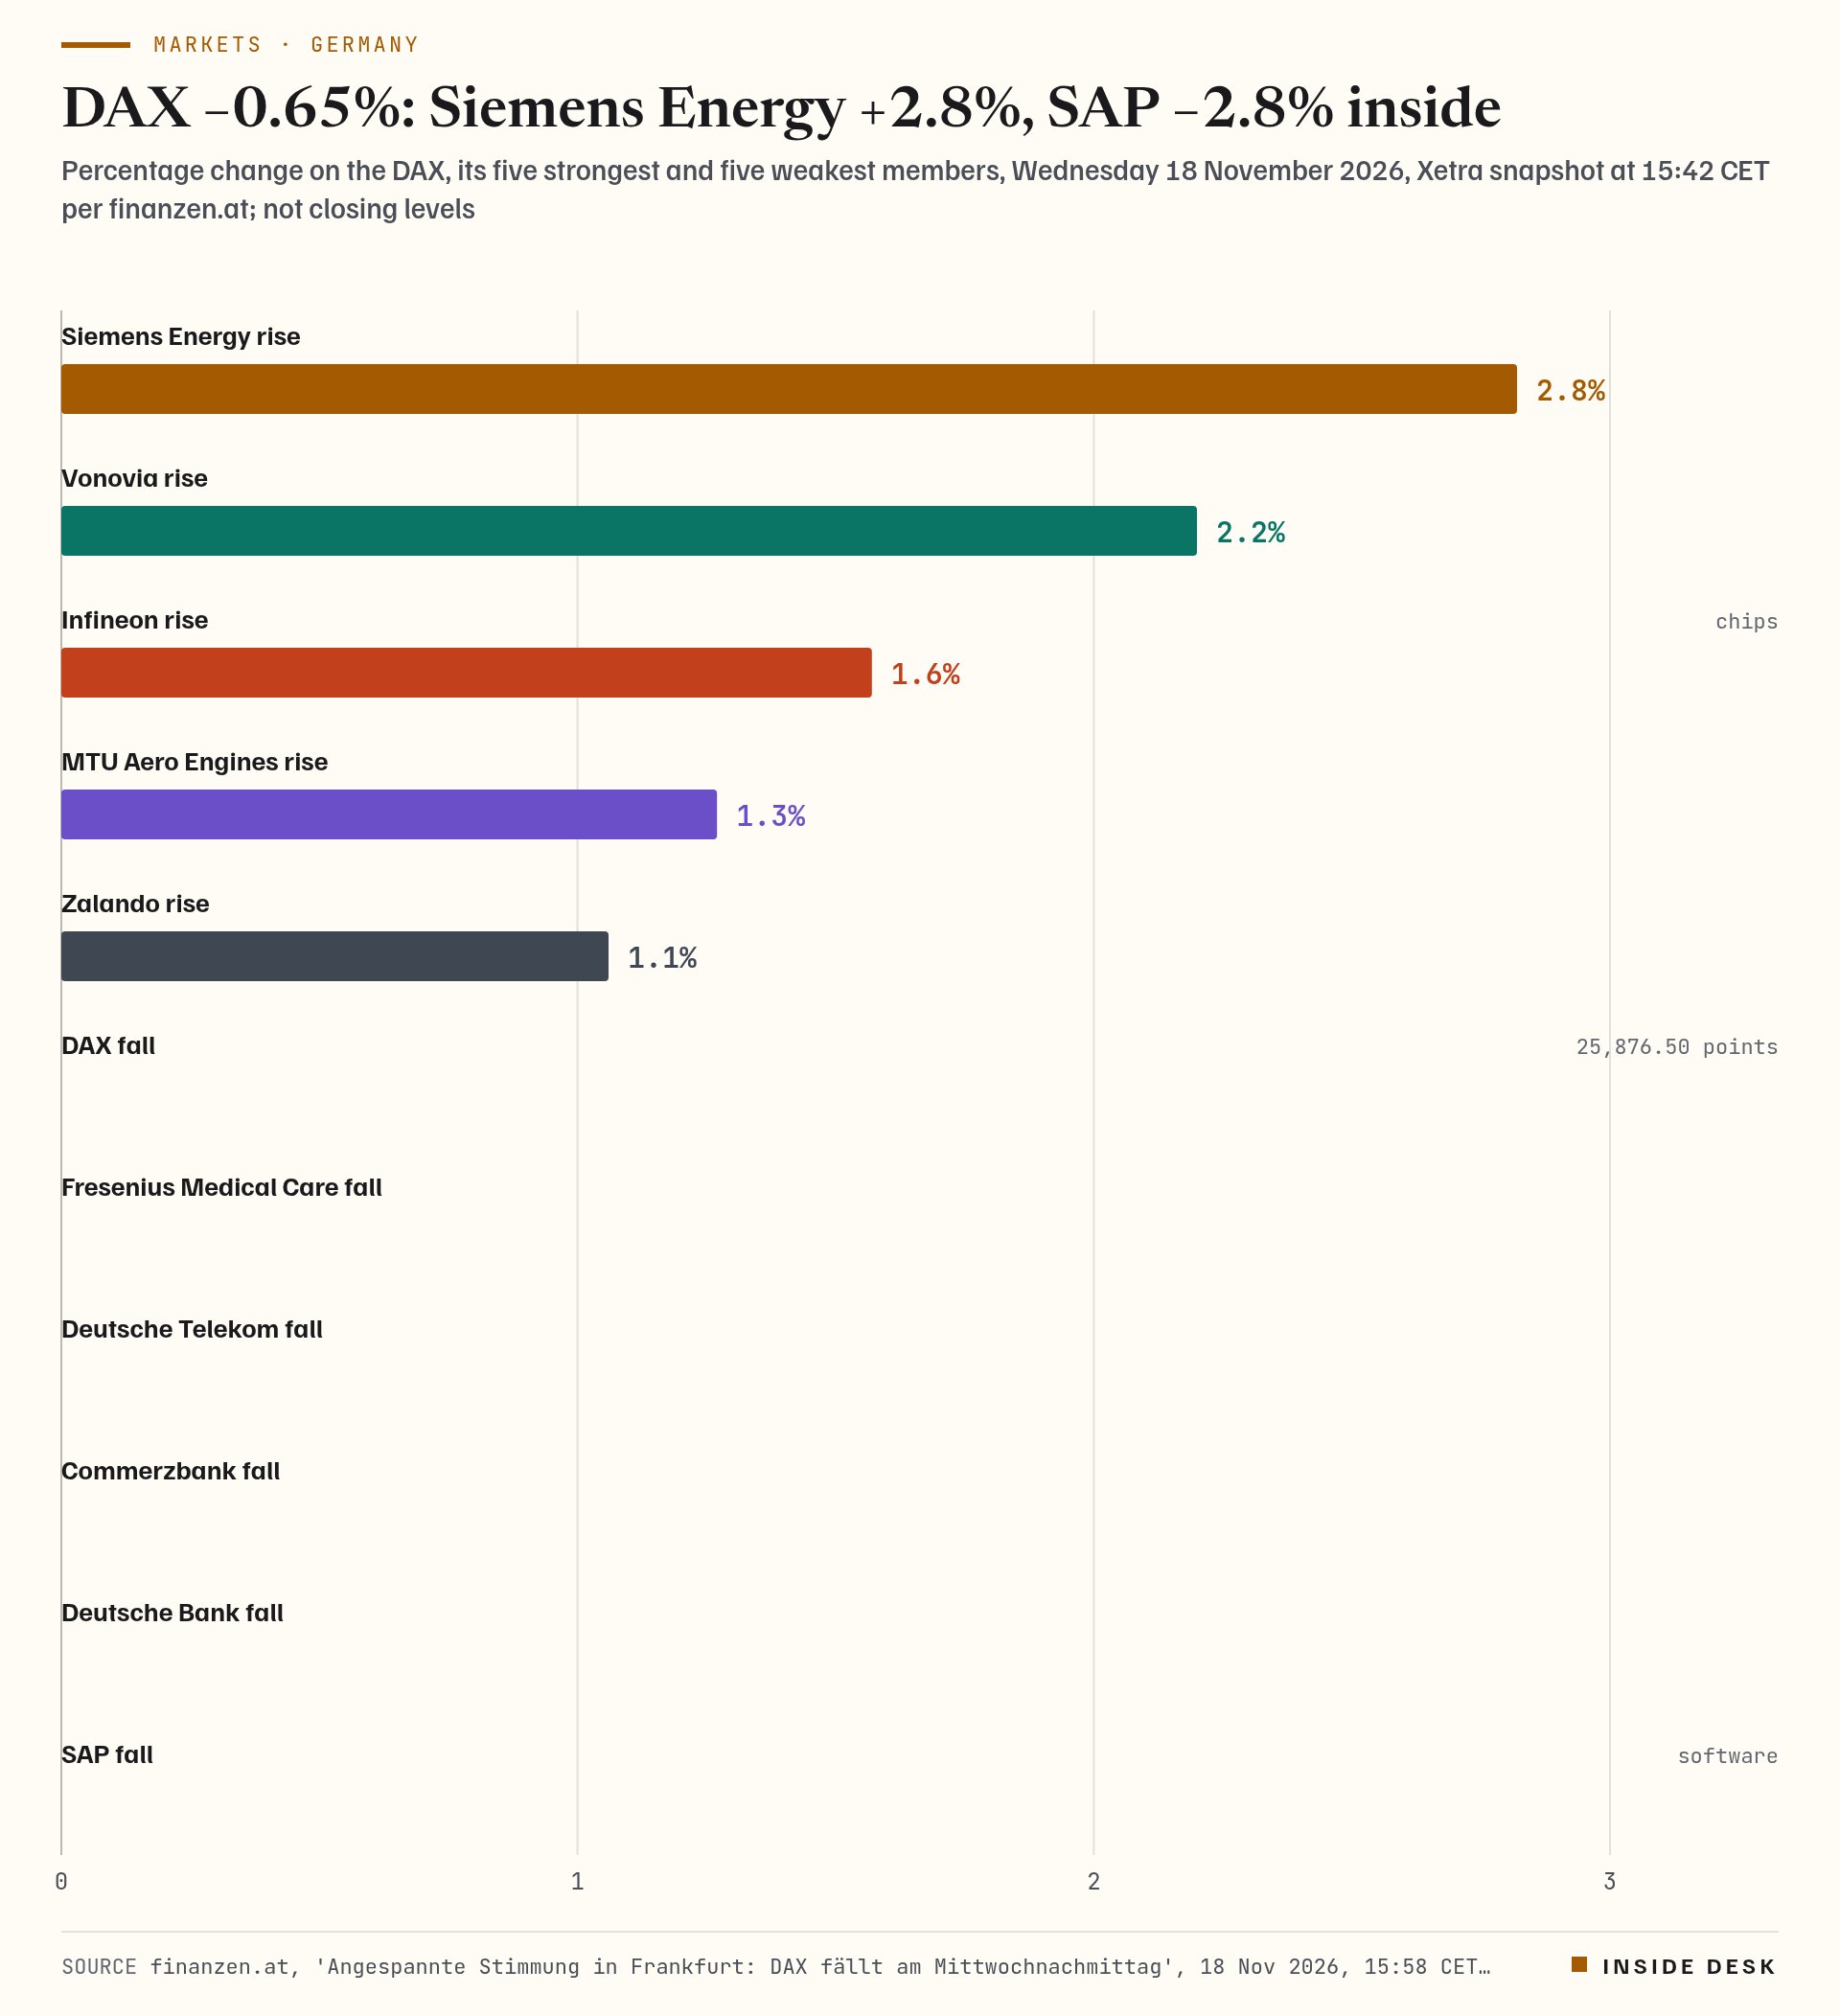 MARKETS · GERMANY
DAX −0.65%: Siemens Energy +2.8%, SAP −2.8% inside
Percentage change on the DAX, its five strongest and five weakest members, Wednesday 18 November 2026, Xetra snapshot at 15:42 CET
per finanzen.at; not closing levels
Siemens Energy rise
2.8%
Vonovia rise
2.2%
Infineon rise
chips
1.6%
MTU Aero Engines rise
1.3%
Zalando rise
1.1%
DAX fall
25,876.50 points
Fresenius Medical Care fall
Deutsche Telekom fall
Commerzbank fall
Deutsche Bank fall
SAP fall
software
0 1 2 3
SOURCE finanzen.at, 'Angespannte Stimmung in Frankfurt: DAX fällt am Mittwochnachmittag', 18 Nov 2026, 15:58 CET…
INSIDE DESK